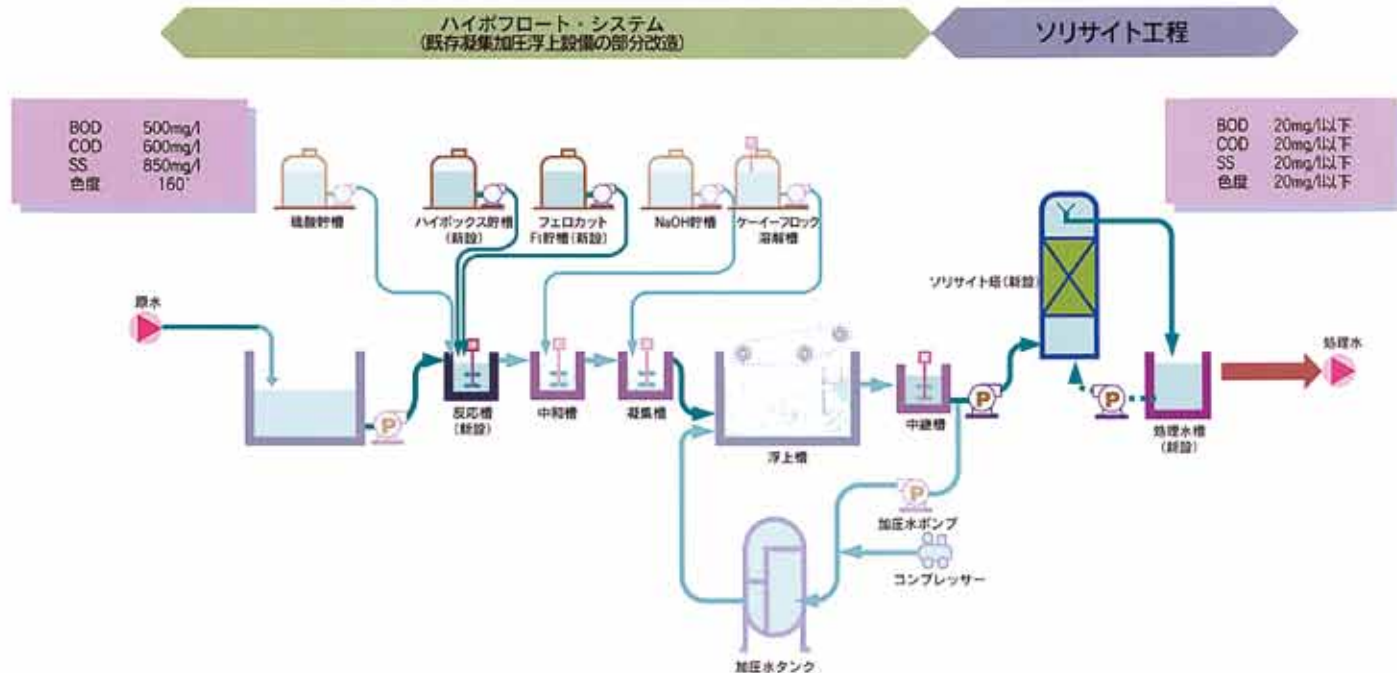 ハイポフロート・システム
(既存凝集加圧浮上設備の部分改造)
ソリサイト工程
BOD 500mg/l
COD 600mg/l
SS 850mg/l
色度 160°
BOD 20mg/l以下
COD 20mg/l以下
SS 20mg/l以下
色度 20mg/l以下
硫酸貯槽
ハイポックス貯槽
(新設)
フェロカット
F1貯槽(新設)
NaOH貯槽
ケーイーフロック
溶解槽
ソリサイト塔(新設)
原水
処理水
P
反応槽
(新設)
中和槽
凝集槽
浮上槽
中継槽
P
P
処理水槽
(新設)
P
加圧水ポンプ
コンプレッサー
加圧水タンク